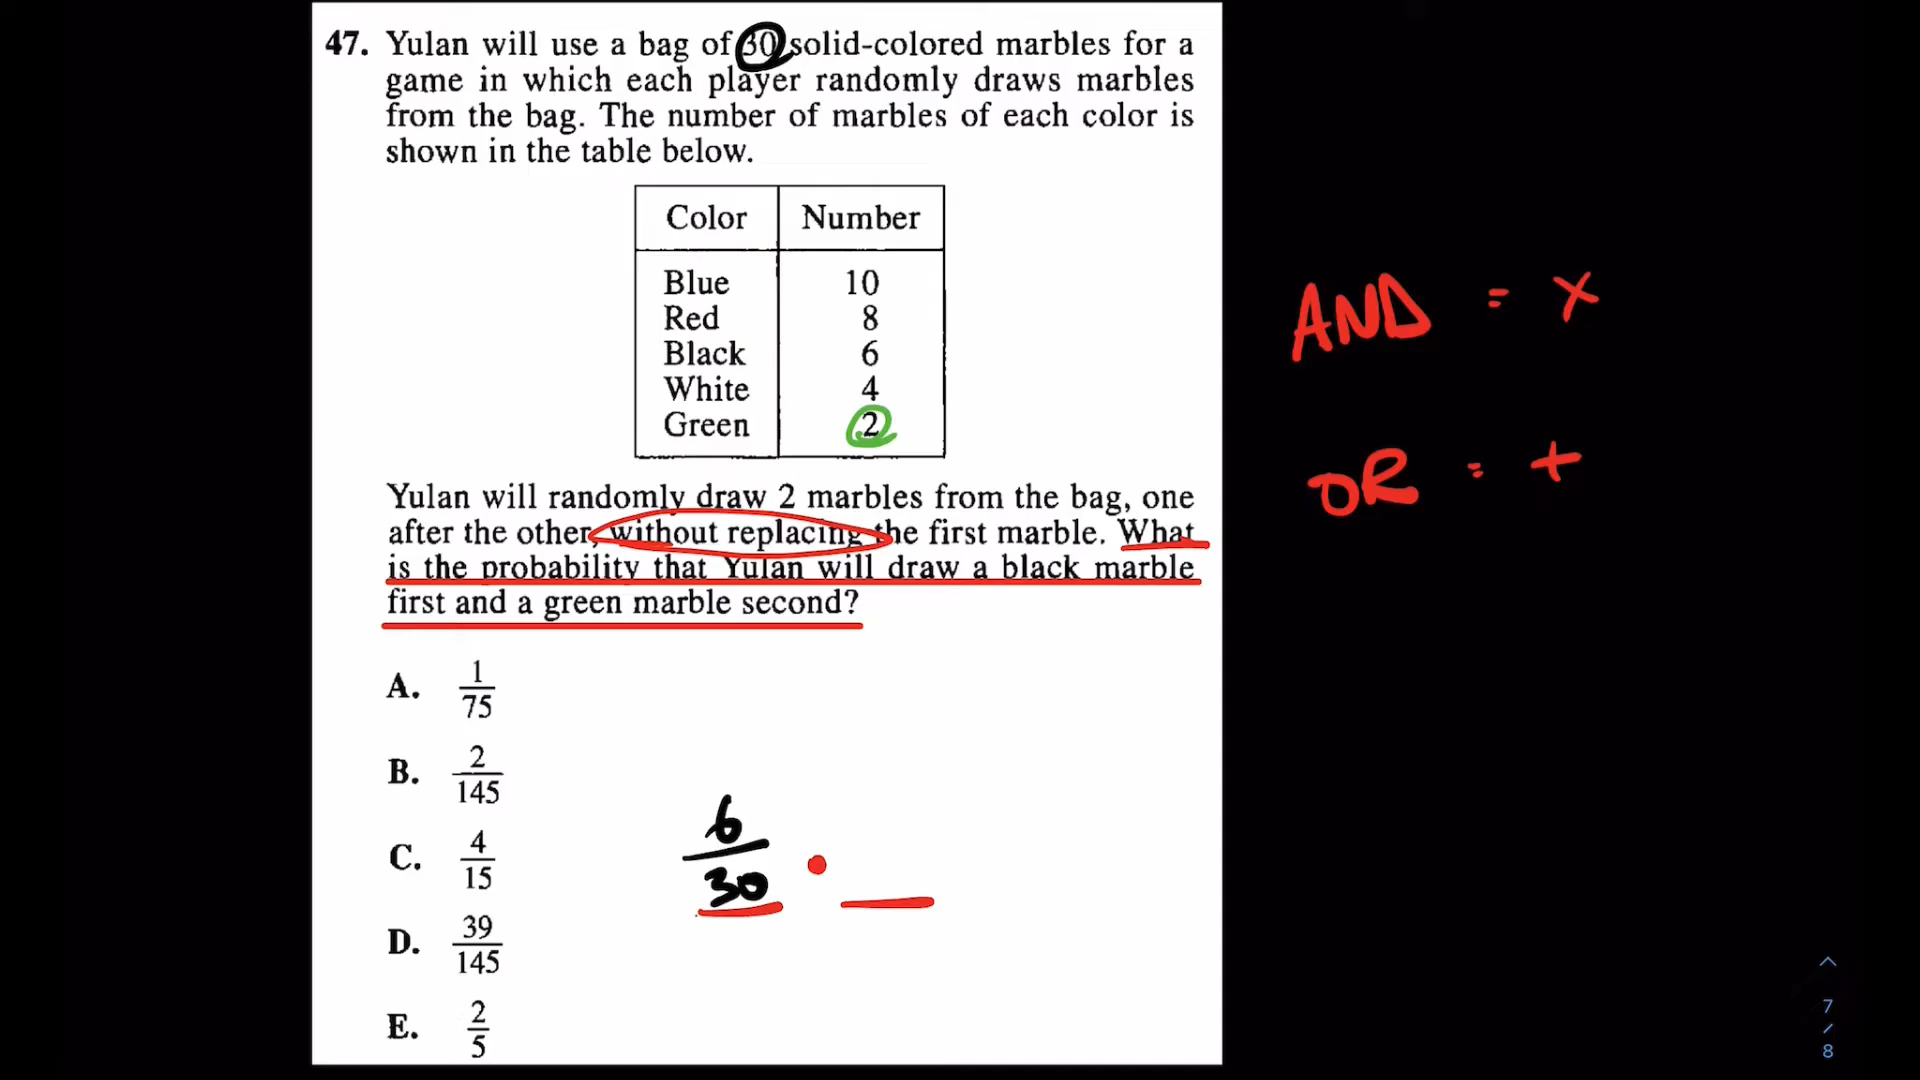 47. Yulan will use a bag of 30 solid-colored marbles for a
game in which each player randomly draws marbles
from the bag. The number of marbles of each color is
shown in the table below.
Color Number
Blue 10
Red 8
Black 6
White 4
Green 2
Yulan will randomly draw 2 marbles from the bag, one
after the other, without replacing the first marble. What
is the probability that Yulan will draw a black marble
first and a green marble second?
A. 1/75
B. 2/145
C. 4/15
D. 39/145
E. 2/5
6/30 ·
AND = x
OR = +
7
/
8